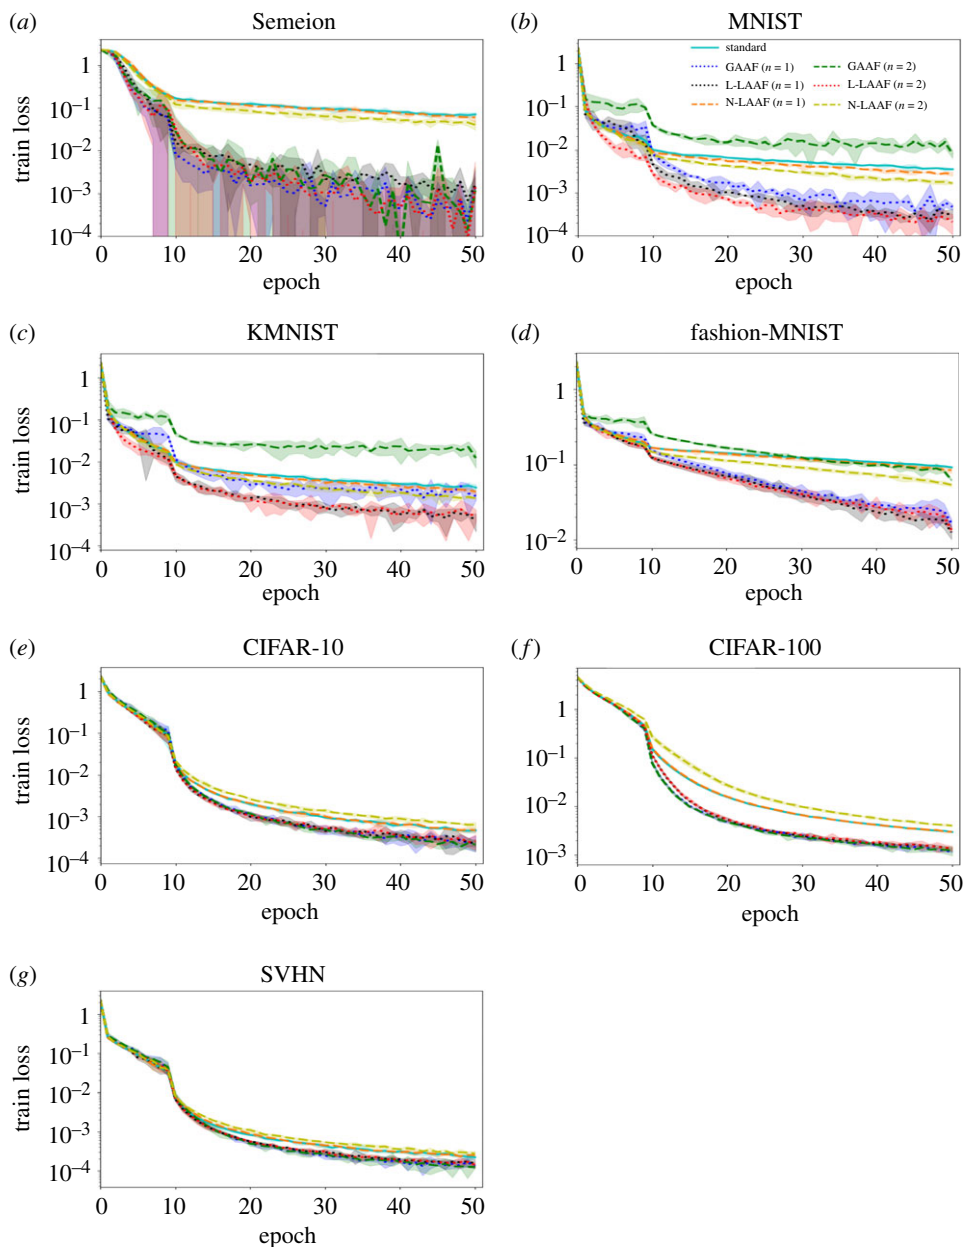 (a) Semeion
train loss
1
10⁻¹
10⁻²
10⁻³
10⁻⁴
0 10 20 30 40 50
epoch
(b) MNIST
standard
GAAF (n = 1) GAAF (n = 2)
L-LAAF (n = 1) L-LAAF (n = 2)
N-LAAF (n = 1) N-LAAF (n = 2)
train loss
1
10⁻¹
10⁻²
10⁻³
10⁻⁴
0 10 20 30 40 50
epoch
(c) KMNIST
train loss
1
10⁻¹
10⁻²
10⁻³
10⁻⁴
0 10 20 30 40 50
epoch
(d) fashion-MNIST
train loss
1
10⁻¹
10⁻²
0 10 20 30 40 50
epoch
(e) CIFAR-10
train loss
1
10⁻¹
10⁻²
10⁻³
10⁻⁴
0 10 20 30 40 50
epoch
(f) CIFAR-100
train loss
1
10⁻¹
10⁻²
10⁻³
0 10 20 30 40 50
epoch
(g) SVHN
train loss
1
10⁻¹
10⁻²
10⁻³
10⁻⁴
0 10 20 30 40 50
epoch